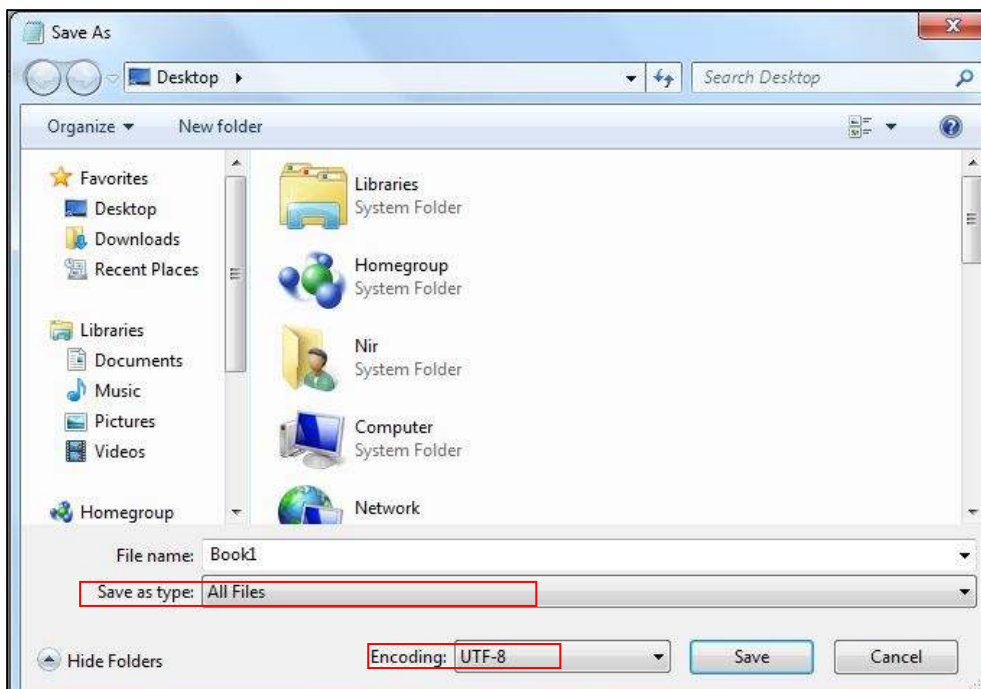 Save As
Desktop
Search Desktop
Organize
New folder
Favorites
Desktop
Downloads
Recent Places
Libraries
Documents
Music
Pictures
Videos
Homegroup
Libraries
System Folder
Homegroup
System Folder
Nir
System Folder
Computer
System Folder
Network
File name: Book1
Save as type: All Files
Hide Folders
Encoding: UTF-8
Save
Cancel